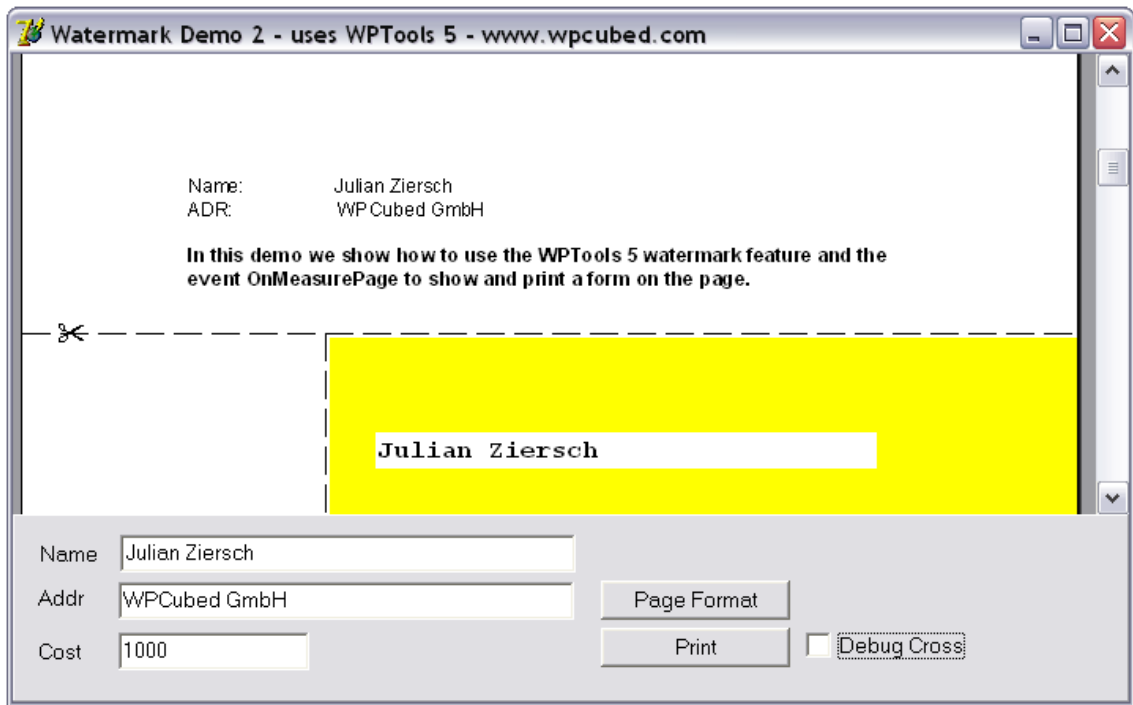 Watermark Demo 2 - uses WPTools 5 - www.wpcubed.com
Name: Julian Ziersch
ADR: WPCubed GmbH
In this demo we show how to use the WPTools 5 watermark feature and the
event OnMeasurePage to show and print a form on the page.
Julian Ziersch
Name Julian Ziersch
Addr WPCubed GmbH Page Format
Cost 1000 Print Debug Cross